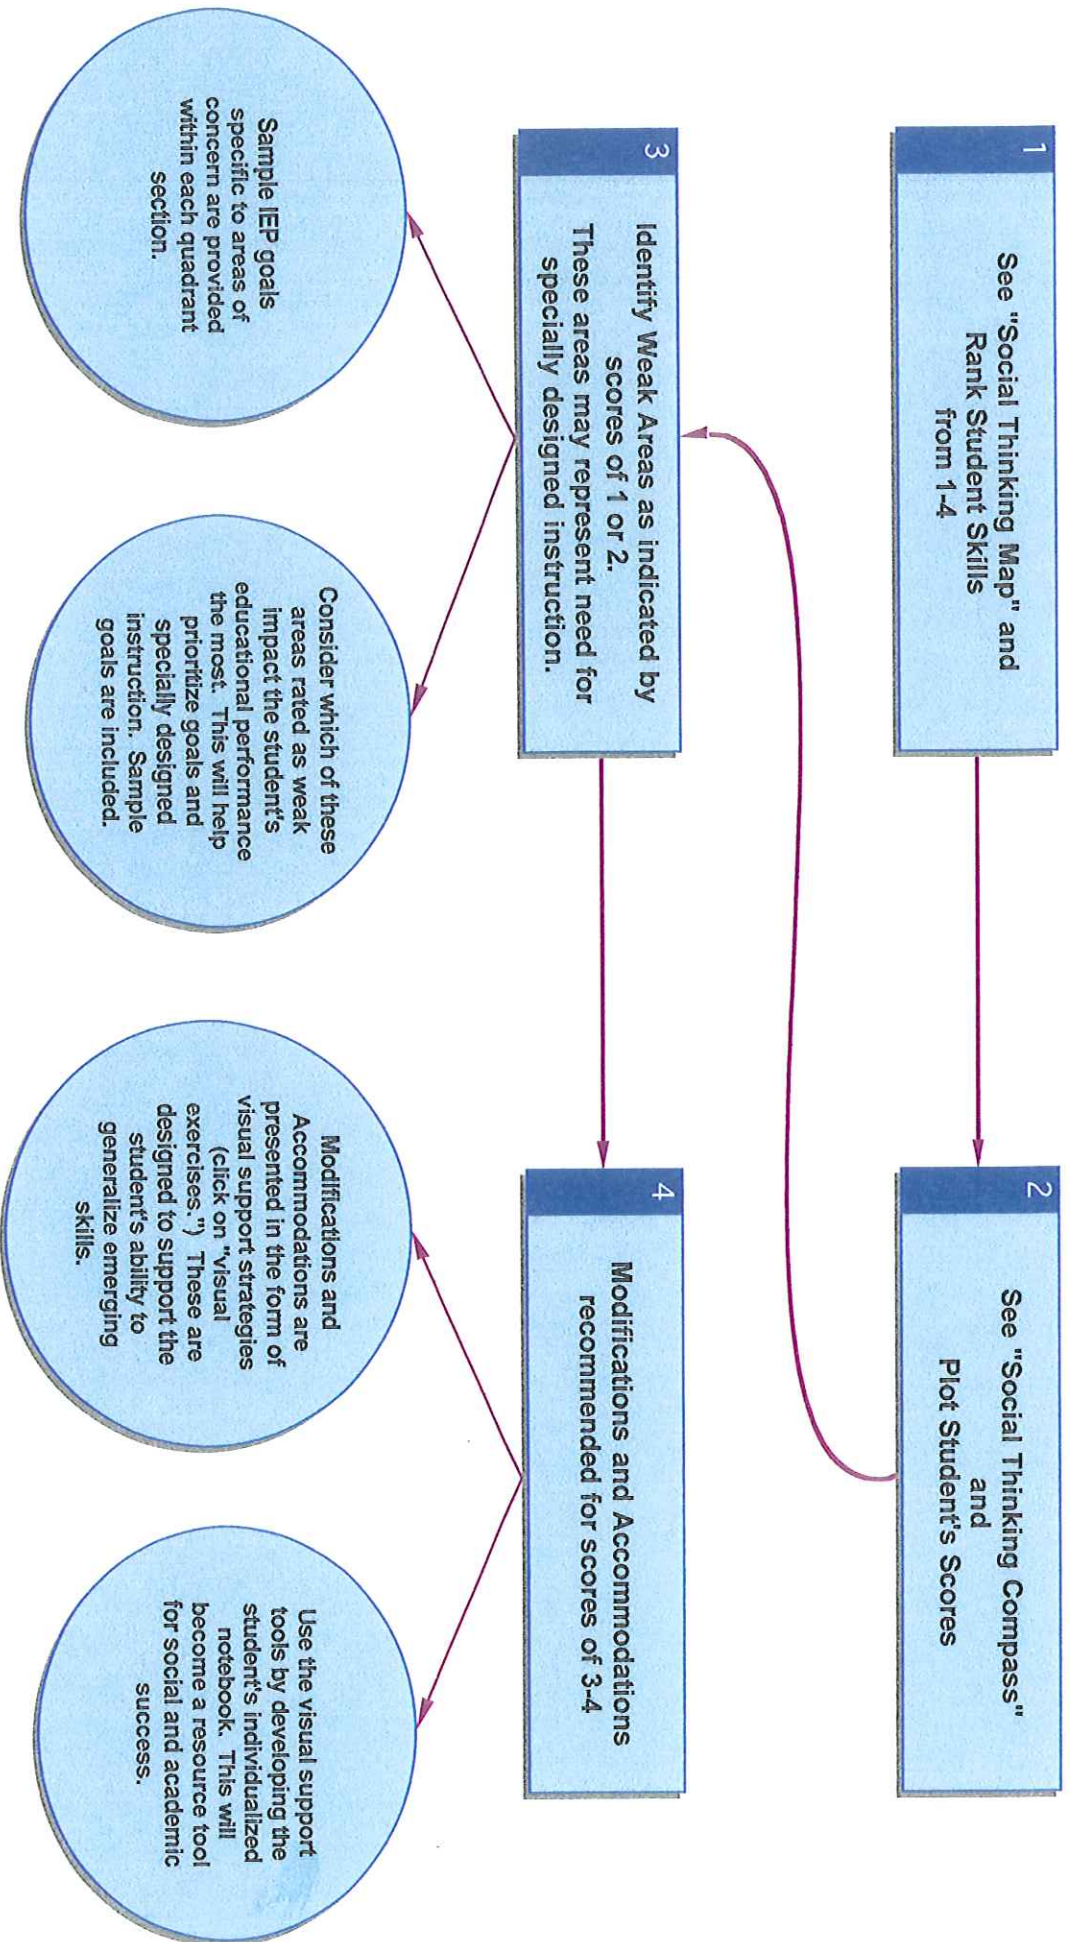 1
See "Social Thinking Map" and
Rank Student Skills
from 1-4
2
See "Social Thinking Compass"
and
Plot Student's Scores
3
Identify Weak Areas as indicated by
scores of 1 or 2.
These areas may represent need for
specially designed instruction.
4
Modifications and Accommodations
recommended for scores of 3-4
Sample IEP goals
specific to areas of
concern are provided
within each quadrant
section.
Consider which of these
areas rated as weak
impact the student's
educational performance
the most. This will help
prioritize goals and
specially designed
instruction. Sample
goals are included.
Modifications and
Accommodations are
presented in the form of
visual support strategies
(click on "visual
exercises.") These are
designed to support the
student's ability to
generalize emerging
skills.
Use the visual support
tools by developing the
student's individualized
notebook. This will
become a resource tool
for social and academic
success.